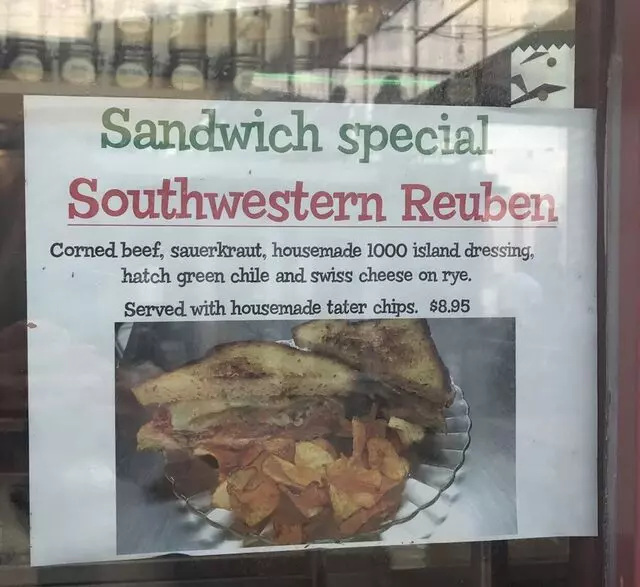 Sandwich special
Southwestern Reuben
Corned beef, sauerkraut, housemade 1000 island dressing,
hatch green chile and swiss cheese on rye.
Served with housemade tater chips. $8.95